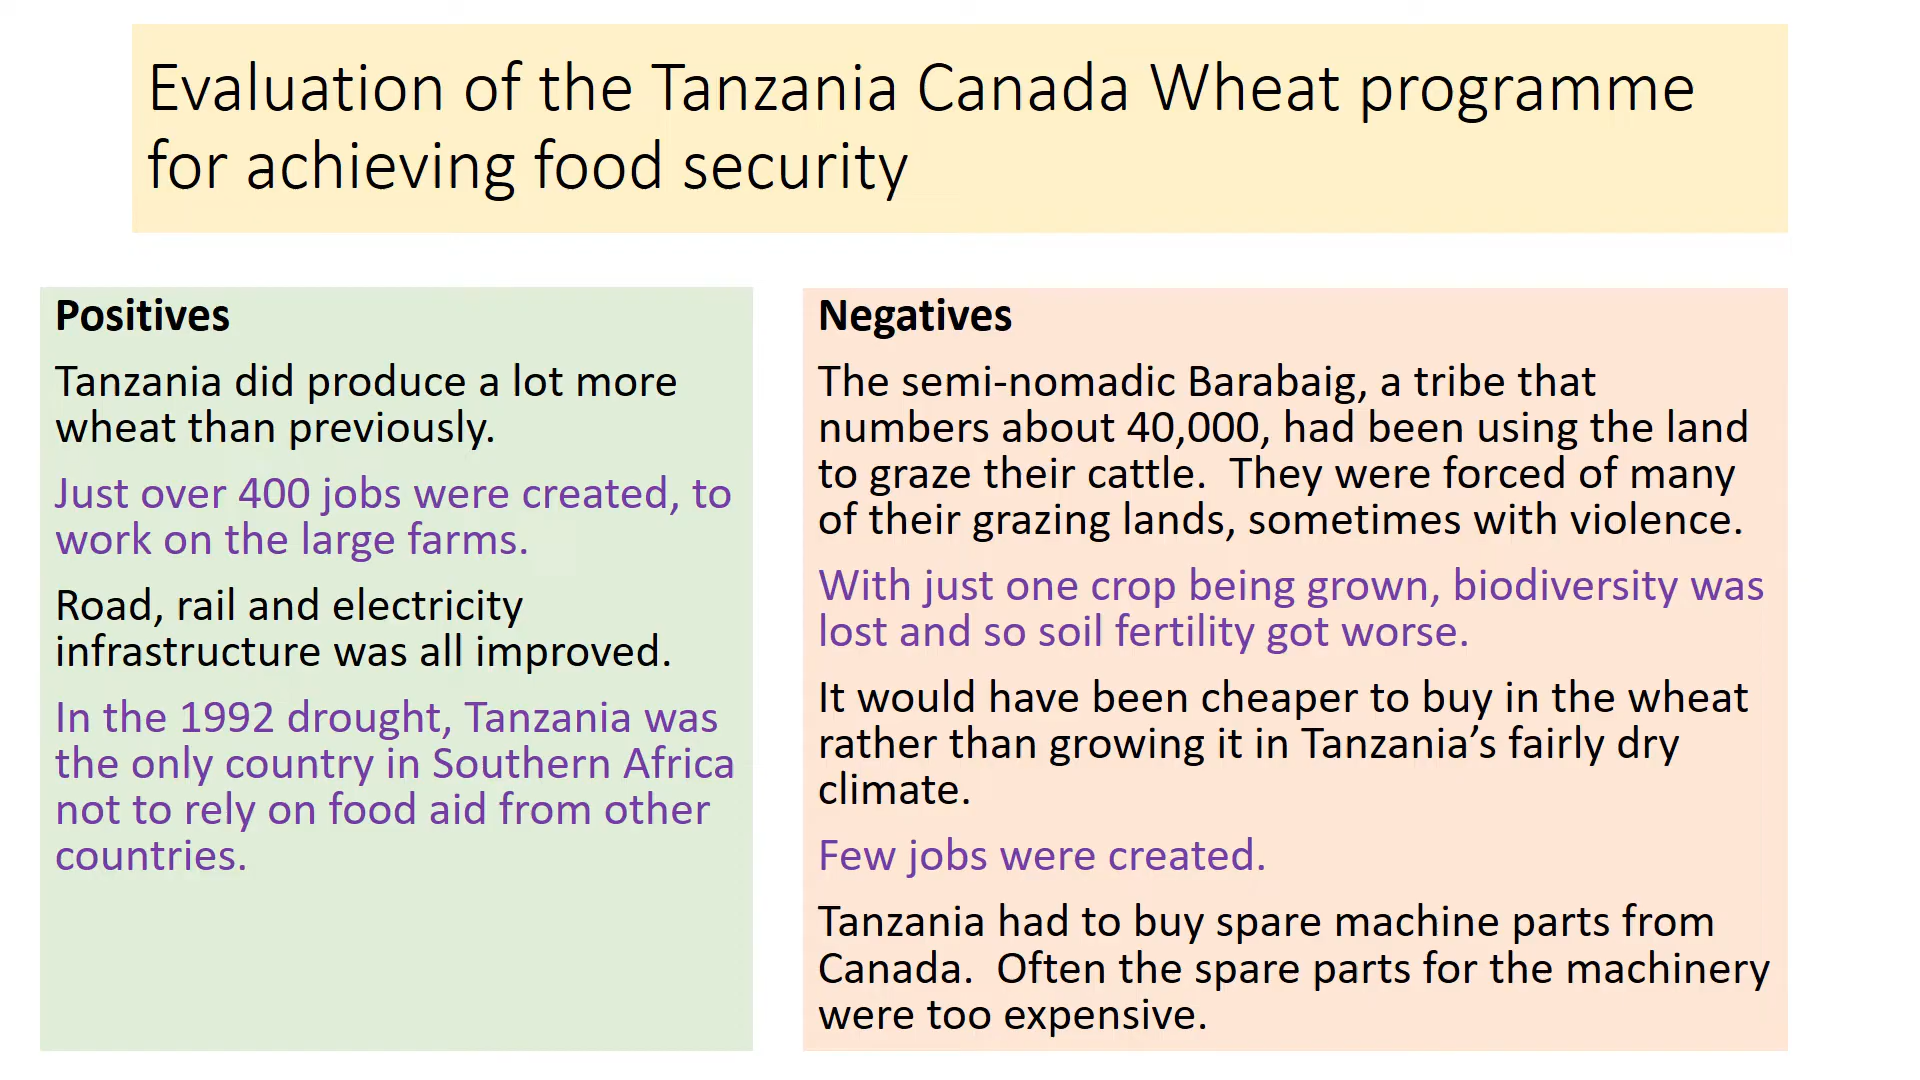 Evaluation of the Tanzania Canada Wheat programme
for achieving food security
Positives
Tanzania did produce a lot more
wheat than previously.
Just over 400 jobs were created, to
work on the large farms.
Road, rail and electricity
infrastructure was all improved.
In the 1992 drought, Tanzania was
the only country in Southern Africa
not to rely on food aid from other
countries.
Negatives
The semi-nomadic Barabaig, a tribe that
numbers about 40,000, had been using the land
to graze their cattle.  They were forced of many
of their grazing lands, sometimes with violence.
With just one crop being grown, biodiversity was
lost and so soil fertility got worse.
It would have been cheaper to buy in the wheat
rather than growing it in Tanzania’s fairly dry
climate.
Few jobs were created.
Tanzania had to buy spare machine parts from
Canada.  Often the spare parts for the machinery
were too expensive.